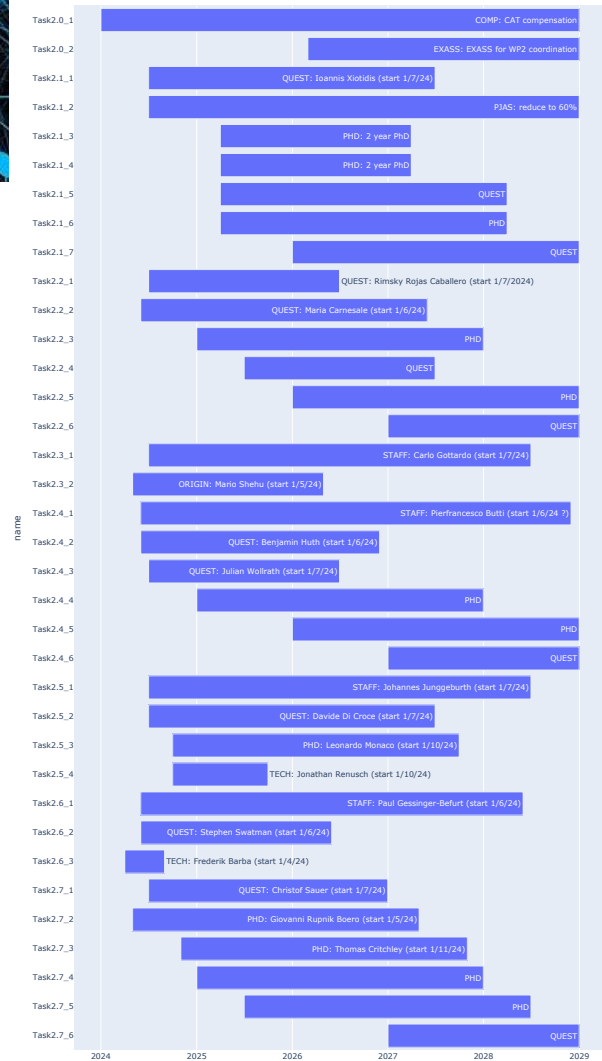 Task2.0_1 COMP: CAT compensation
Task2.0_2 EXASS: EXASS for WP2 coordination
Task2.1_1 QUEST: Ioannis Xiotidis (start 1/7/24)
Task2.1_2 PJAS: reduce to 60%
Task2.1_3 PHD: 2 year PhD
Task2.1_4 PHD: 2 year PhD
Task2.1_5 QUEST
Task2.1_6 PHD
Task2.1_7 QUEST
Task2.2_1 QUEST: Rimsky Rojas Caballero (start 1/7/2024)
Task2.2_2 QUEST: Maria Carnesale (start 1/6/24)
Task2.2_3 PHD
Task2.2_4 QUEST
Task2.2_5 PHD
Task2.2_6 QUEST
Task2.3_1 STAFF: Carlo Gottardo (start 1/7/24)
Task2.3_2 ORIGIN: Mario Shehu (start 1/5/24)
Task2.4_1 STAFF: Pierfrancesco Butti (start 1/6/24 ?)
name
Task2.4_2 QUEST: Benjamin Huth (start 1/6/24)
Task2.4_3 QUEST: Julian Wollrath (start 1/7/24)
Task2.4_4 PHD
Task2.4_5 PHD
Task2.4_6 QUEST
Task2.5_1 STAFF: Johannes Junggeburth (start 1/7/24)
Task2.5_2 QUEST: Davide Di Croce (start 1/7/24)
Task2.5_3 PHD: Leonardo Monaco (start 1/10/24)
Task2.5_4 TECH: Jonathan Renusch (start 1/10/24)
Task2.6_1 STAFF: Paul Gessinger-Befurt (start 1/6/24)
Task2.6_2 QUEST: Stephen Swatman (start 1/6/24)
Task2.6_3 TECH: Frederik Barba (start 1/4/24)
Task2.7_1 QUEST: Christof Sauer (start 1/7/24)
Task2.7_2 PHD: Giovanni Rupnik Boero (start 1/5/24)
Task2.7_3 PHD: Thomas Critchley (start 1/11/24)
Task2.7_4 PHD
Task2.7_5 PHD
Task2.7_6 QUEST
2024 2025 2026 2027 2028 2029